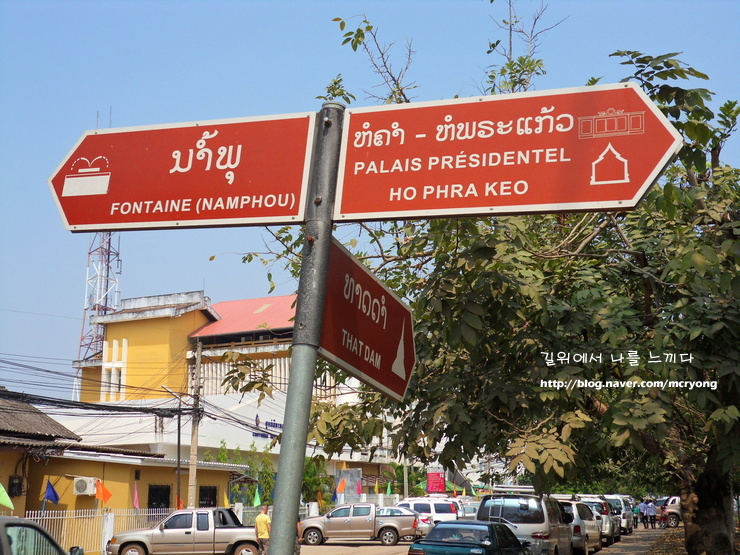 ນ້ຳພຸ
FONTAINE (NAMPHOU)
ຫໍຄຳ - ຫໍພຣະແກ້ວ
PALAIS PRÉSIDENTEL
HO PHRA KEO
ທາດດຳ
THAT DAM
길위에서 나를 느끼다
http://blog.naver.com/mcryong